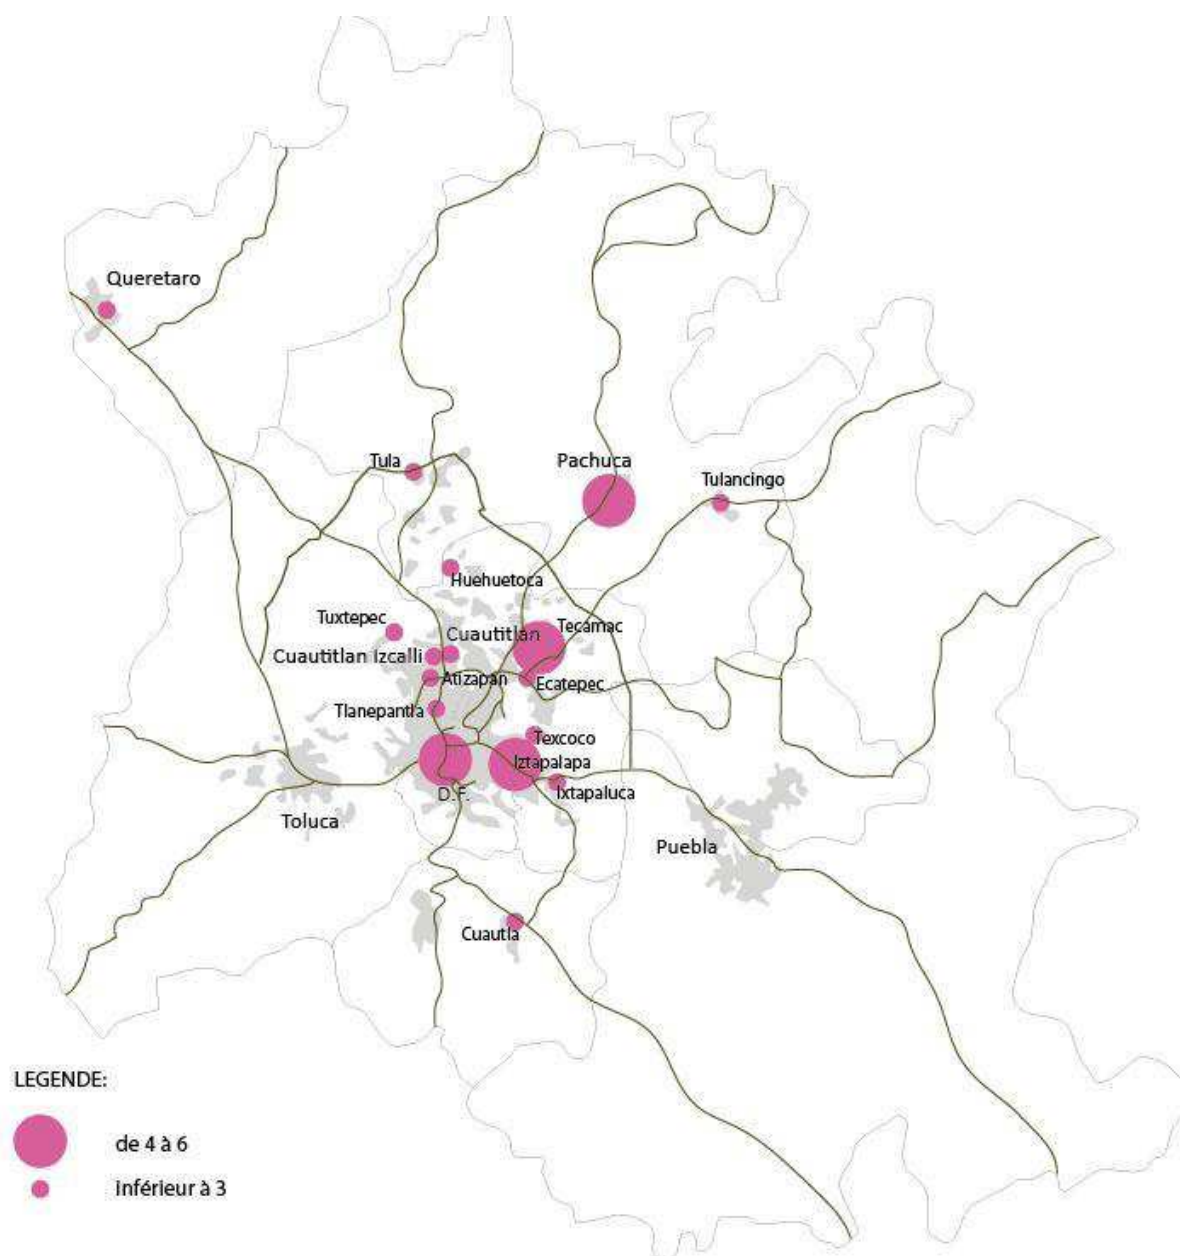 Queretaro
Tula
Pachuca
Tulancingo
Huehuetoca
Tuxtepec
Cuautitlan
Tecamac
Cuautitlan Izcalli
Atizapan
Ecatepec
Tlanepantla
Texcoco
Iztapalapa
D.F.
Ixtapaluca
Toluca
Puebla
Cuautla
LEGENDE:
de 4 à 6
inférieur à 3